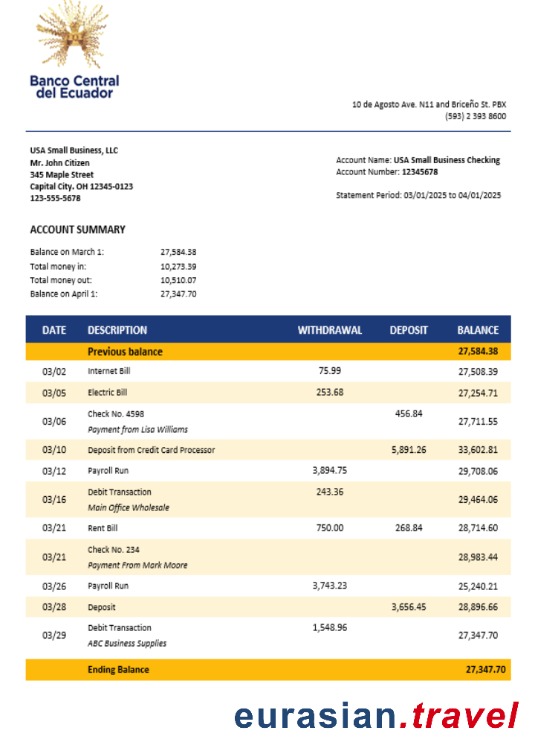 Banco Central
del Ecuador
10 de Agosto Ave. N11 and Briceño St. PBX
(593) 2 393 8600
USA Small Business, LLC
Mr. John Citizen
345 Maple Street
Capital City. OH 12345-0123
123-555-5678
Account Name: USA Small Business Checking
Account Number: 12345678
Statement Period: 03/01/2025 to 04/01/2025
ACCOUNT SUMMARY
Balance on March 1: 27,584.38
Total money in: 10,273.39
Total money out: 10,510.07
Balance on April 1: 27,347.70
DATE DESCRIPTION WITHDRAWAL DEPOSIT BALANCE
Previous balance 27,584.38
03/02 Internet Bill 75.99 27,508.39
03/05 Electric Bill 253.68 27,254.71
03/06 Check No. 4598 456.84 27,711.55
Payment from Lisa Williams
03/10 Deposit from Credit Card Processor 5,891.26 33,602.81
03/12 Payroll Run 3,894.75 29,708.06
03/16 Debit Transaction 243.36 29,464.06
Main Office Wholesale
03/21 Rent Bill 750.00 268.84 28,714.60
03/21 Check No. 234 28,983.44
Payment From Mark Moore
03/26 Payroll Run 3,743.23 25,240.21
03/28 Deposit 3,656.45 28,896.66
03/29 Debit Transaction 1,548.96 27,347.70
ABC Business Supplies
Ending Balance 27,347.70
eurasian.travel